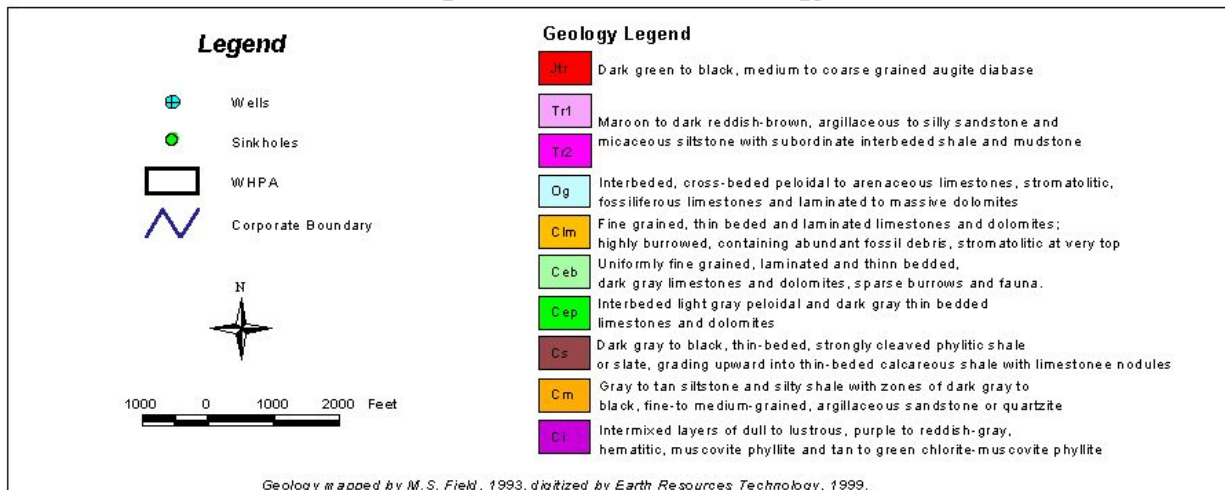 Legend
Wells
Sinkholes
WHPA
Corporate Boundary
N
1000 0 1000 2000 Feet
Geology Legend
Jtr Dark green to black, medium to coarse grained augite diabase
Tr1
Maroon to dark reddish-brown, argillaceous to silly sandstone and
Tr2 micaceous siltstone with subordinate interbeded shale and mudstone
Og Interbeded, cross-beded peloidal to arenaceous limestones, stromatolitic,
fossiliferous limestones and laminated to massive dolomites
Clm Fine grained, thin beded and laminated limestones and dolomites;
highly burrowed, containing abundant fossil debris, stromatolitic at very top
Ceb Uniformly fine grained, laminated and thinn bedded,
dark gray limestones and dolomites, sparse burrows and fauna.
Cep Interbeded light gray peloidal and dark gray thin bedded
limestones and dolomites
Cs Dark gray to black, thin-beded, strongly cleaved phylitic shale
or slate, grading upward into thin-beded calcareous shale with limestonee nodules
Cm Gray to tan siltstone and silty shale with zones of dark gray to
black, fine-to medium-grained, argillaceous sandstone or quartzite
Ci Intermixed layers of dull to lustrous, purple to reddish-gray,
hematitic, muscovite phyllite and tan to green chlorite-muscovite phyllite
Geology mapped by M.S. Field, 1993, digitized by Earth Resources Technology, 1999.